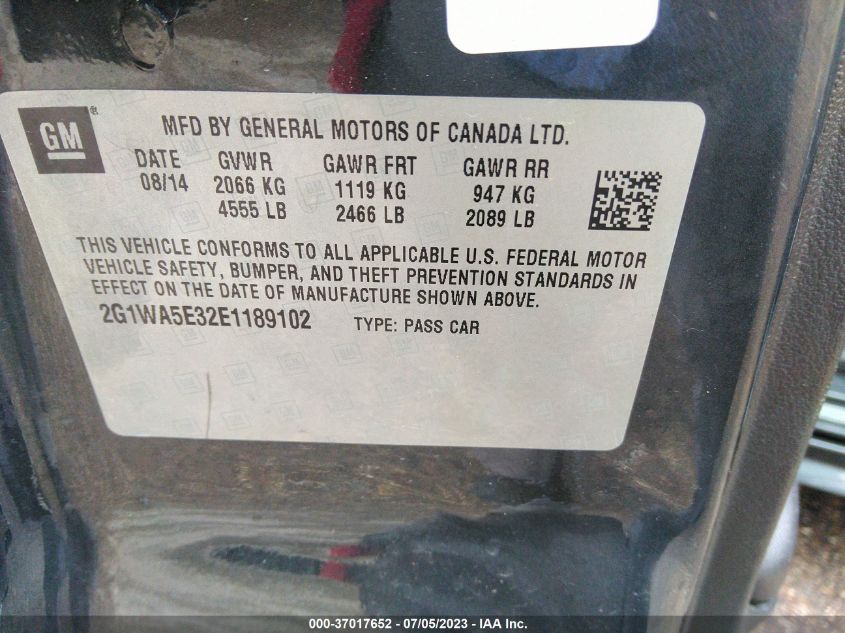 GM®
MFD BY GENERAL MOTORS OF CANADA LTD.
DATE GVWR GAWR FRT GAWR RR
08/14 2066 KG 1119 KG 947 KG
4555 LB 2466 LB 2089 LB
THIS VEHICLE CONFORMS TO ALL APPLICABLE U.S. FEDERAL MOTOR
VEHICLE SAFETY, BUMPER, AND THEFT PREVENTION STANDARDS IN
EFFECT ON THE DATE OF MANUFACTURE SHOWN ABOVE.
2G1WA5E32E1189102 TYPE: PASS CAR
000-37017652 / 07/05/2023 - IAA Inc.